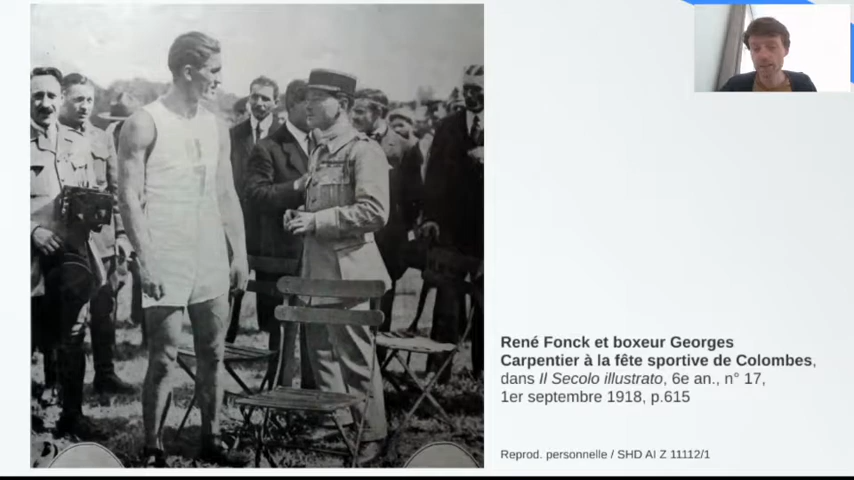 René Fonck et boxeur Georges
Carpentier à la fête sportive de Colombes,
dans Il Secolo illustrato, 6e an., n° 17,
1er septembre 1918, p.615
Reprod. personnelle / SHD AI Z 11112/1